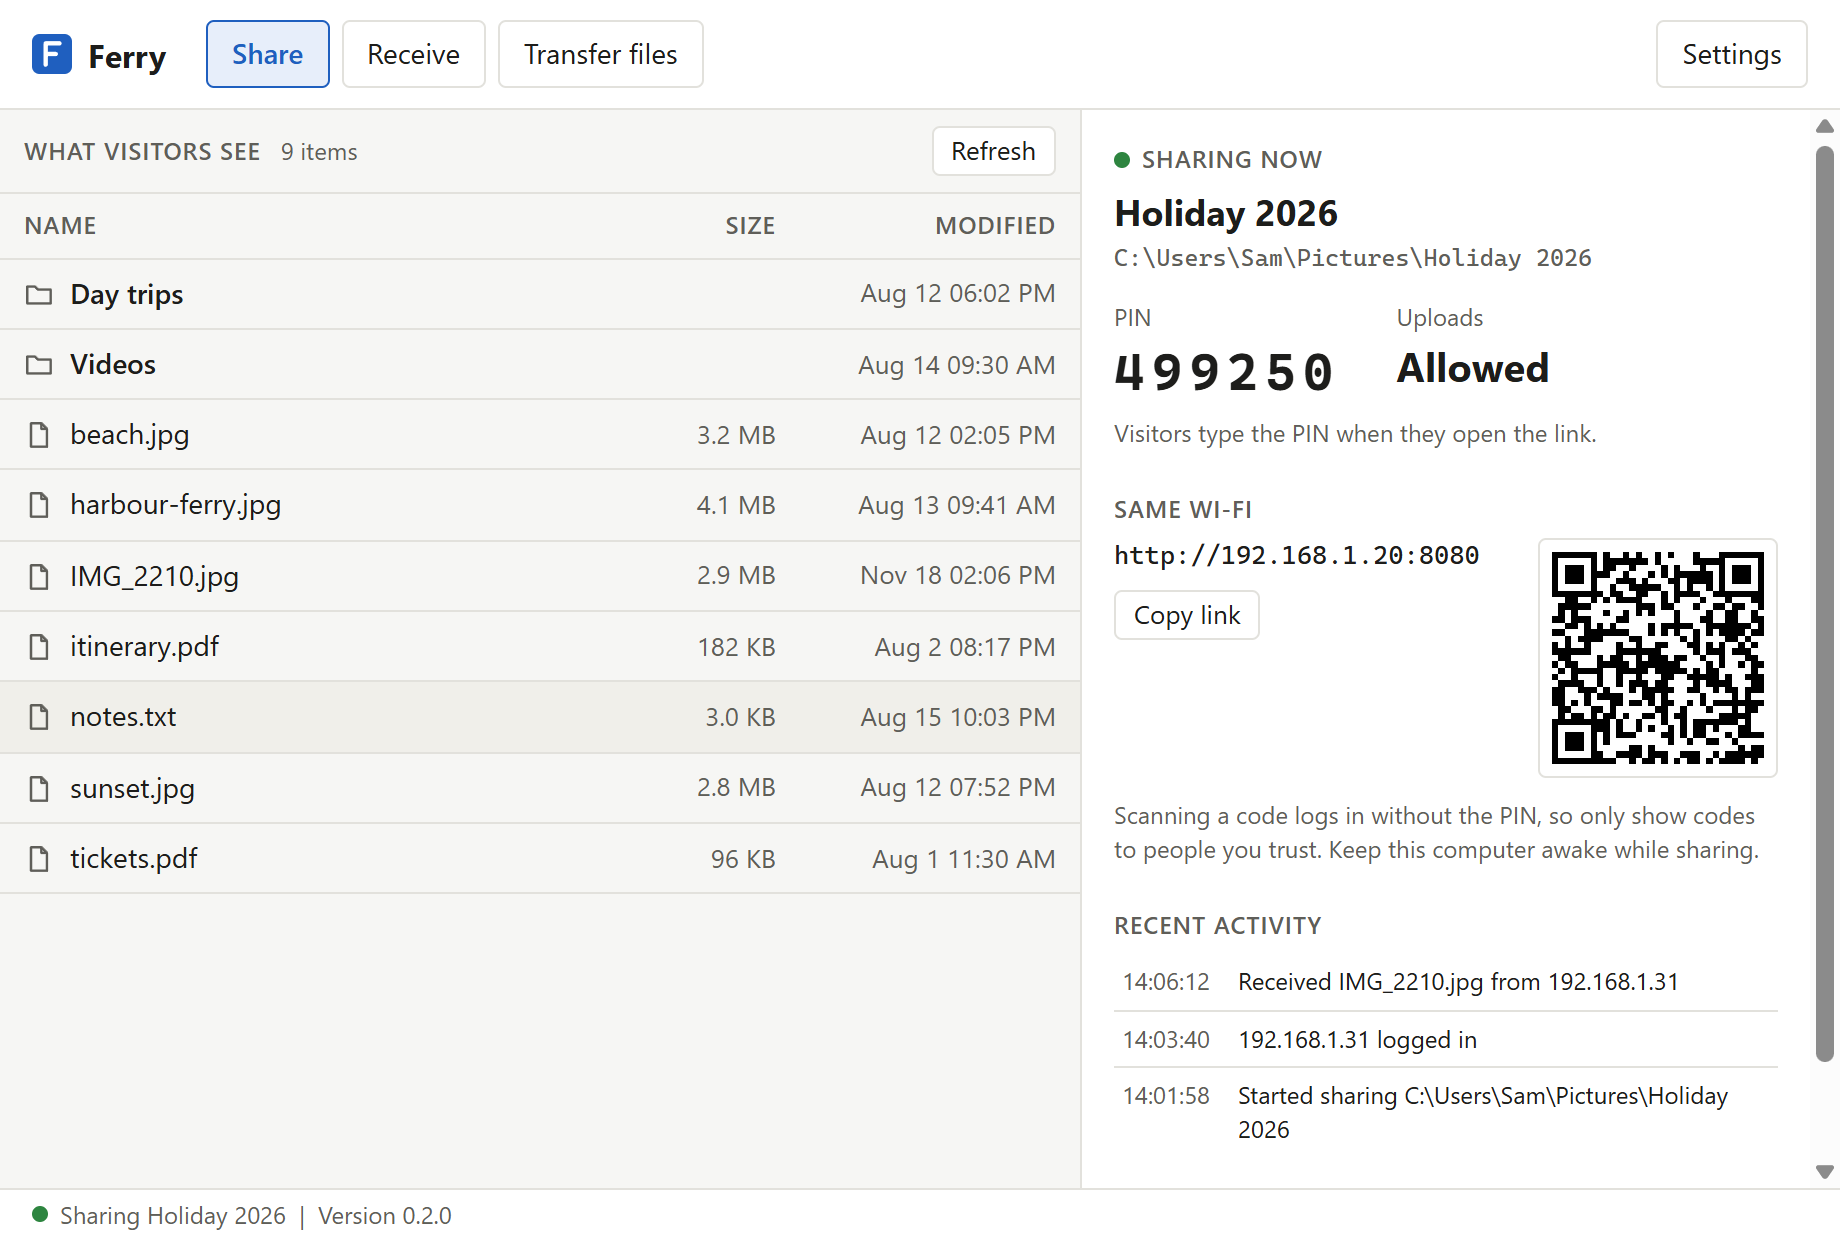 F Ferry Share Receive Transfer files Settings
WHAT VISITORS SEE 9 items Refresh
NAME SIZE MODIFIED
Day trips Aug 12 06:02 PM
Videos Aug 14 09:30 AM
beach.jpg 3.2 MB Aug 12 02:05 PM
harbour-ferry.jpg 4.1 MB Aug 13 09:41 AM
IMG_2210.jpg 2.9 MB Nov 18 02:06 PM
itinerary.pdf 182 KB Aug 2 08:17 PM
notes.txt 3.0 KB Aug 15 10:03 PM
sunset.jpg 2.8 MB Aug 12 07:52 PM
tickets.pdf 96 KB Aug 1 11:30 AM
SHARING NOW
Holiday 2026
C:\Users\Sam\Pictures\Holiday 2026
PIN Uploads
499250 Allowed
Visitors type the PIN when they open the link.
SAME WI-FI
http://192.168.1.20:8080
Copy link
Scanning a code logs in without the PIN, so only show codes
to people you trust. Keep this computer awake while sharing.
RECENT ACTIVITY
14:06:12 Received IMG_2210.jpg from 192.168.1.31
14:03:40 192.168.1.31 logged in
14:01:58 Started sharing C:\Users\Sam\Pictures\Holiday
2026
Sharing Holiday 2026 | Version 0.2.0